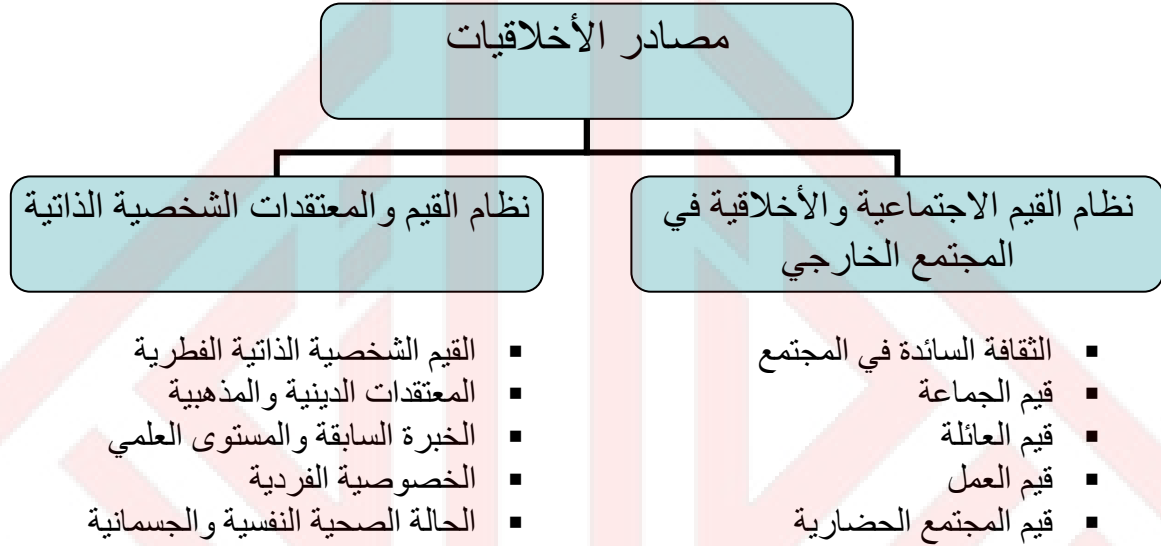 مصادر الأخلاقيات
نظام القيم الاجتماعية والأخلاقية في
المجتمع الخارجي
▪ الثقافة السائدة في المجتمع
▪ قيم الجماعة
▪ قيم العائلة
▪ قيم العمل
▪ قيم المجتمع الحضارية
نظام القيم والمعتقدات الشخصية الذاتية
▪ القيم الشخصية الذاتية الفطرية
▪ المعتقدات الدينية والمذهبية
▪ الخبرة السابقة والمستوى العلمي
▪ الخصوصية الفردية
▪ الحالة الصحية النفسية والجسمانية